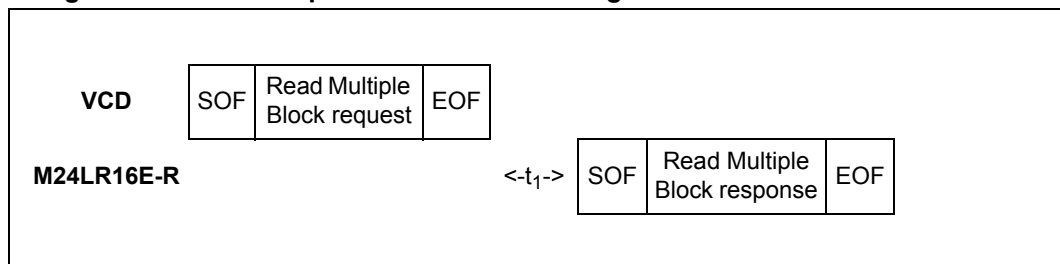 VCD SOF Read Multiple Block request EOF
M24LR16E-R <-t1-> SOF Read Multiple Block response EOF